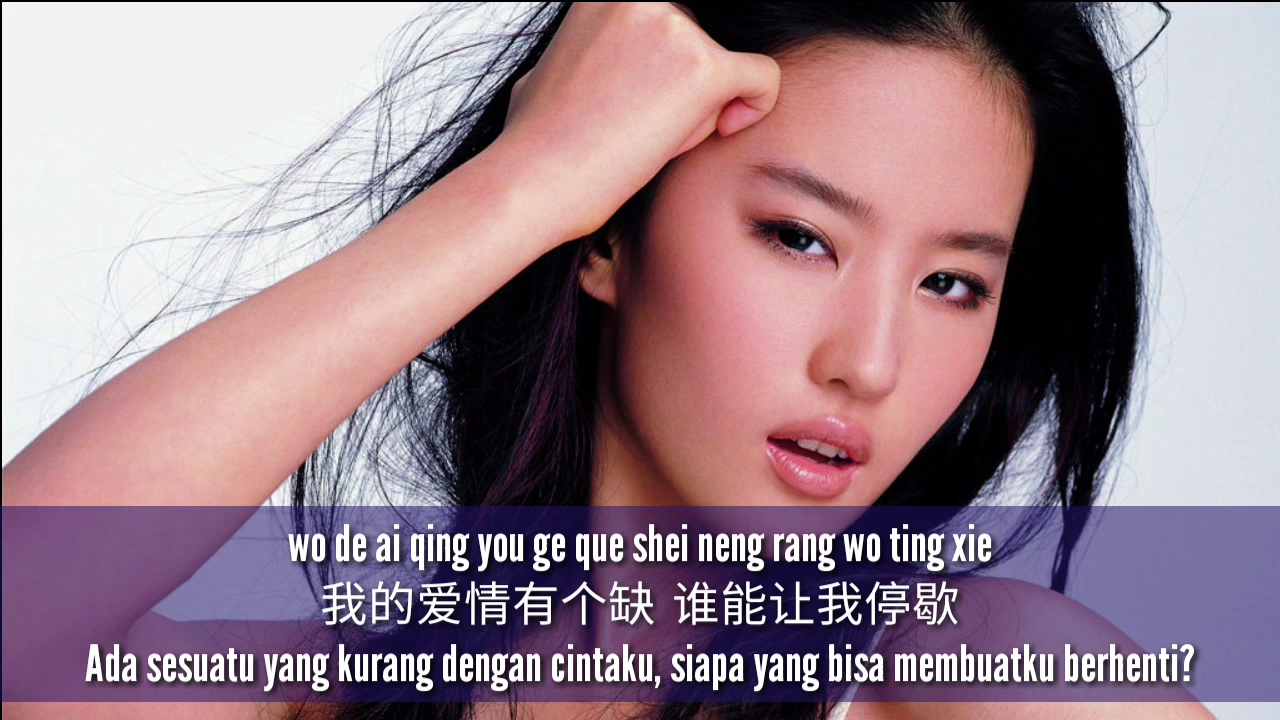 wo de ai qing you ge que shei neng rang wo ting xie
我的爱情有个缺 谁能让我停歇
Ada sesuatu yang kurang dengan cintaku, siapa yang bisa membuatku berhenti?